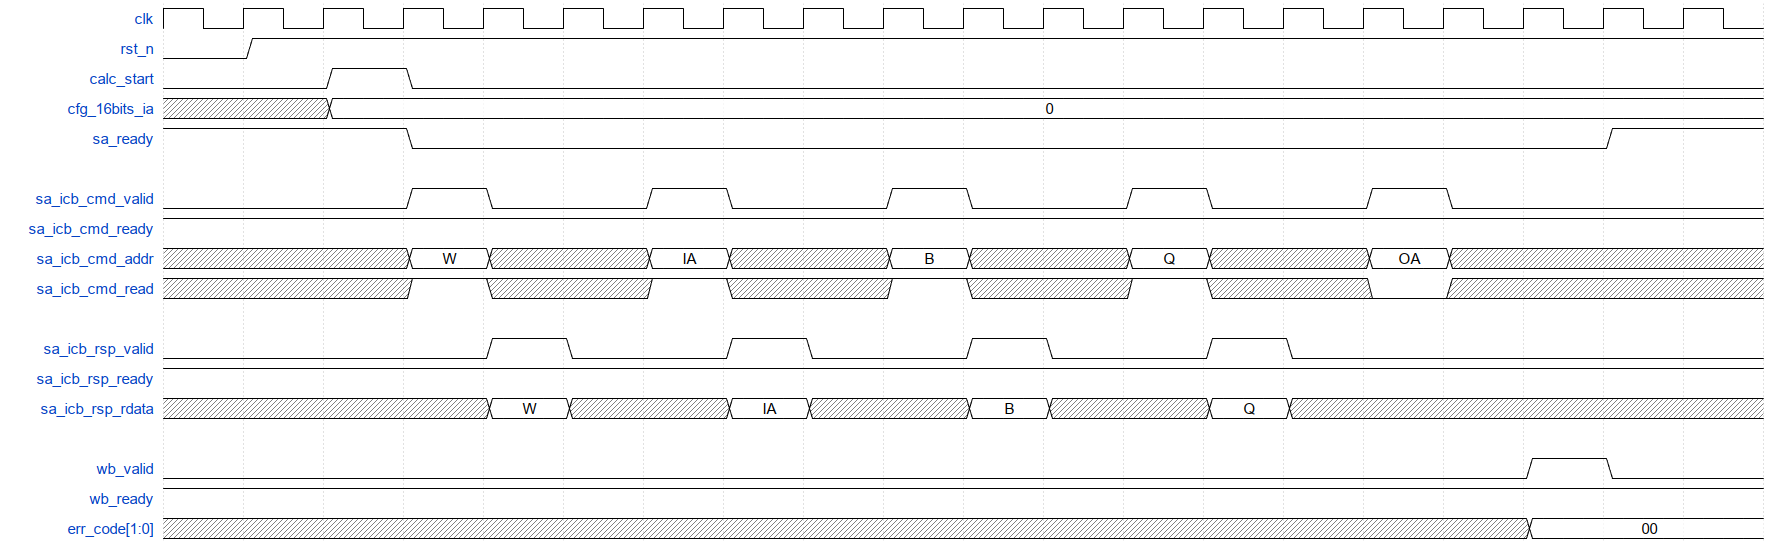 clk
rst_n
calc_start
cfg_16bits_ia 0
sa_ready
sa_icb_cmd_valid
sa_icb_cmd_ready
sa_icb_cmd_addr W IA B Q OA
sa_icb_cmd_read
sa_icb_rsp_valid
sa_icb_rsp_ready
sa_icb_rsp_rdata W IA B Q
wb_valid
wb_ready
err_code[1:0] 00